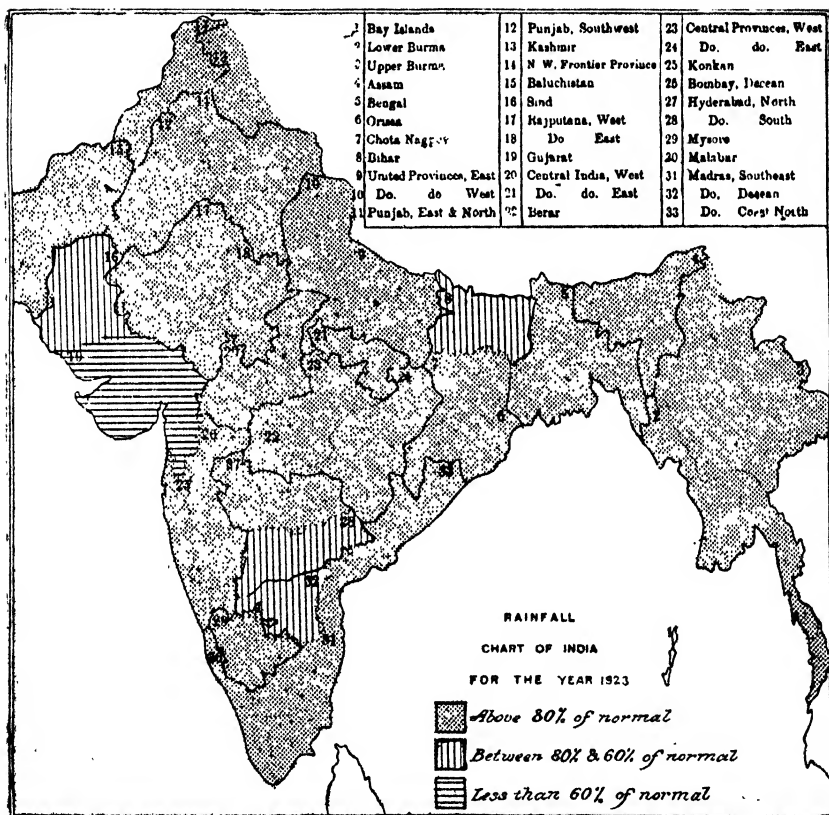 1 Bay Islands
2 Lower Burma
3 Upper Burma
4 Assam
5 Bengal
6 Orissa
7 Chota Nagpur
8 Bihar
9 United Provinces, East
10 Do. do West
11 Punjab, East & North
12 Punjab, Southwest
13 Kashmir
14 N W. Frontier Province
15 Baluchistan
16 Sind
17 Rajputana, West
18 Do East
19 Gujarat
20 Central India, West
21 Do. do. East
22 Berar
23 Central Provinces, West
24 Do. do. East
25 Konkan
26 Bombay, Deccan
27 Hyderabad, North
28 Do. South
29 Mysore
30 Malabar
31 Madras, Southeast
32 Do. Deccan
33 Do. Coast North
RAINFALL
CHART OF INDIA
FOR THE YEAR 1923
Above 80% of normal
Between 80% & 60% of normal
Less than 60% of normal